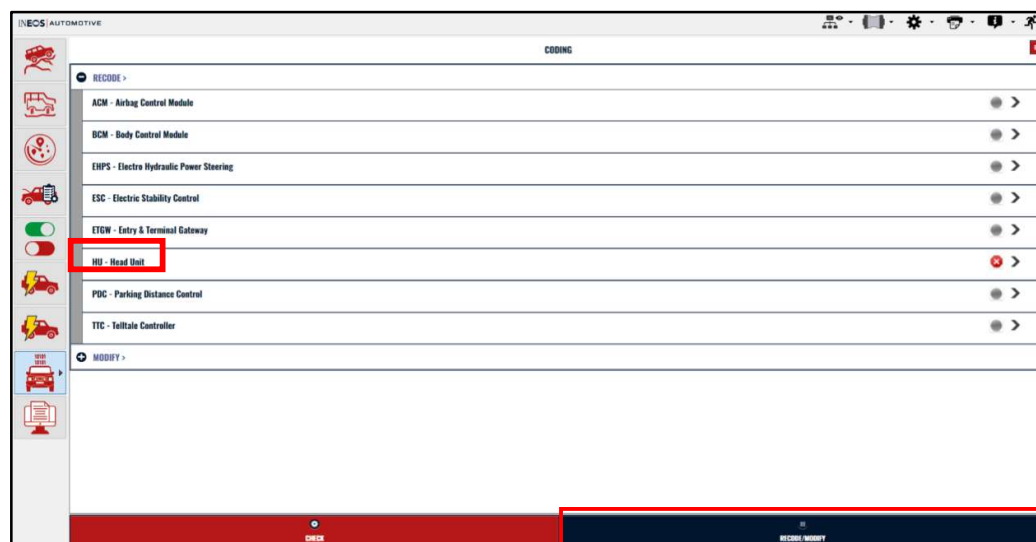 INEOS AUTOMOTIVE
CODING
RECODE >
ACM - Airbag Control Module
BCM - Body Control Module
EHPS - Electro Hydraulic Power Steering
ESC - Electric Stability Control
ETGW - Entry & Terminal Gateway
HU - Head Unit
PDC - Parking Distance Control
TTC - Telltale Controller
MODIFY >
CHECK
RECODE/MODIFY